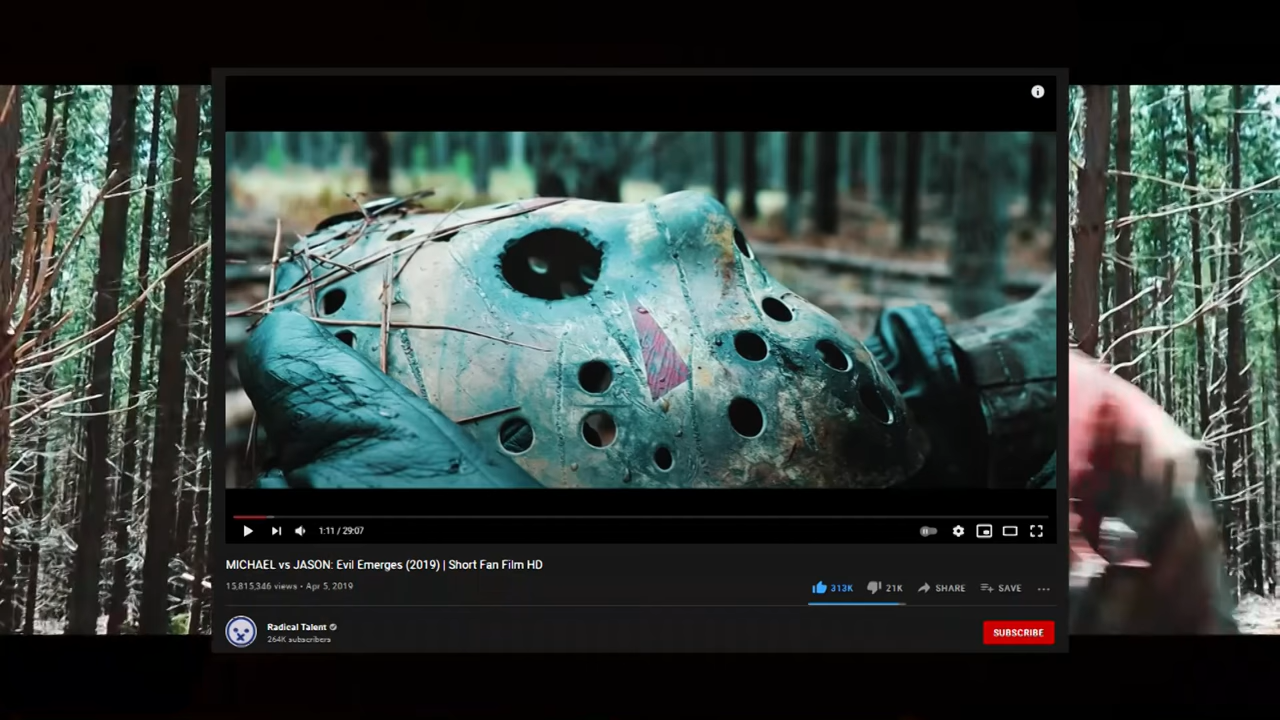 1:11 / 29:07
MICHAEL vs JASON: Evil Emerges (2019) | Short Fan Film HD
15,815,346 views • Apr 5, 2019
313K 21K SHARE SAVE
Radical Talent
264K subscribers
SUBSCRIBE